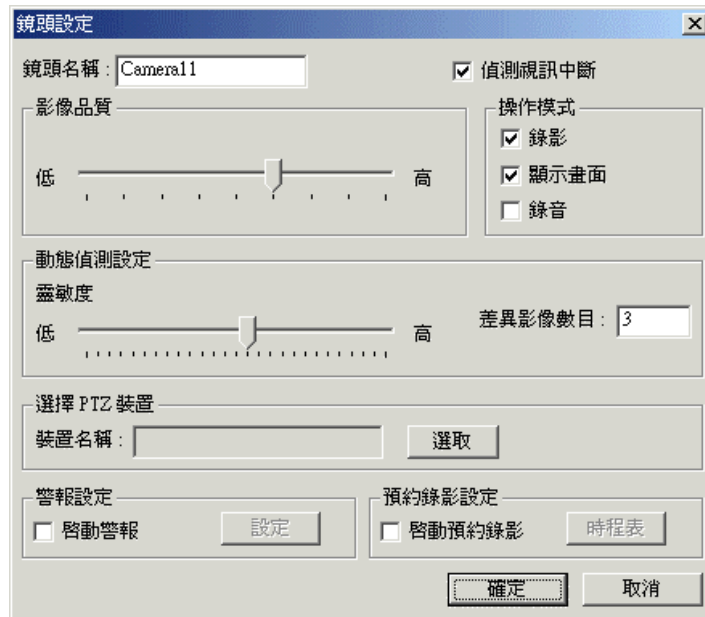 鏡頭設定
鏡頭名稱 : Camera11
偵測視訊中斷
影像品質
低
高
操作模式
錄影
顯示畫面
錄音
動態偵測設定
靈敏度
低
高
差異影像數目 : 3
選擇 PTZ 裝置
裝置名稱 :
選取
警報設定
啟動警報
設定
預約錄影設定
啟動預約錄影
時程表
確定
取消